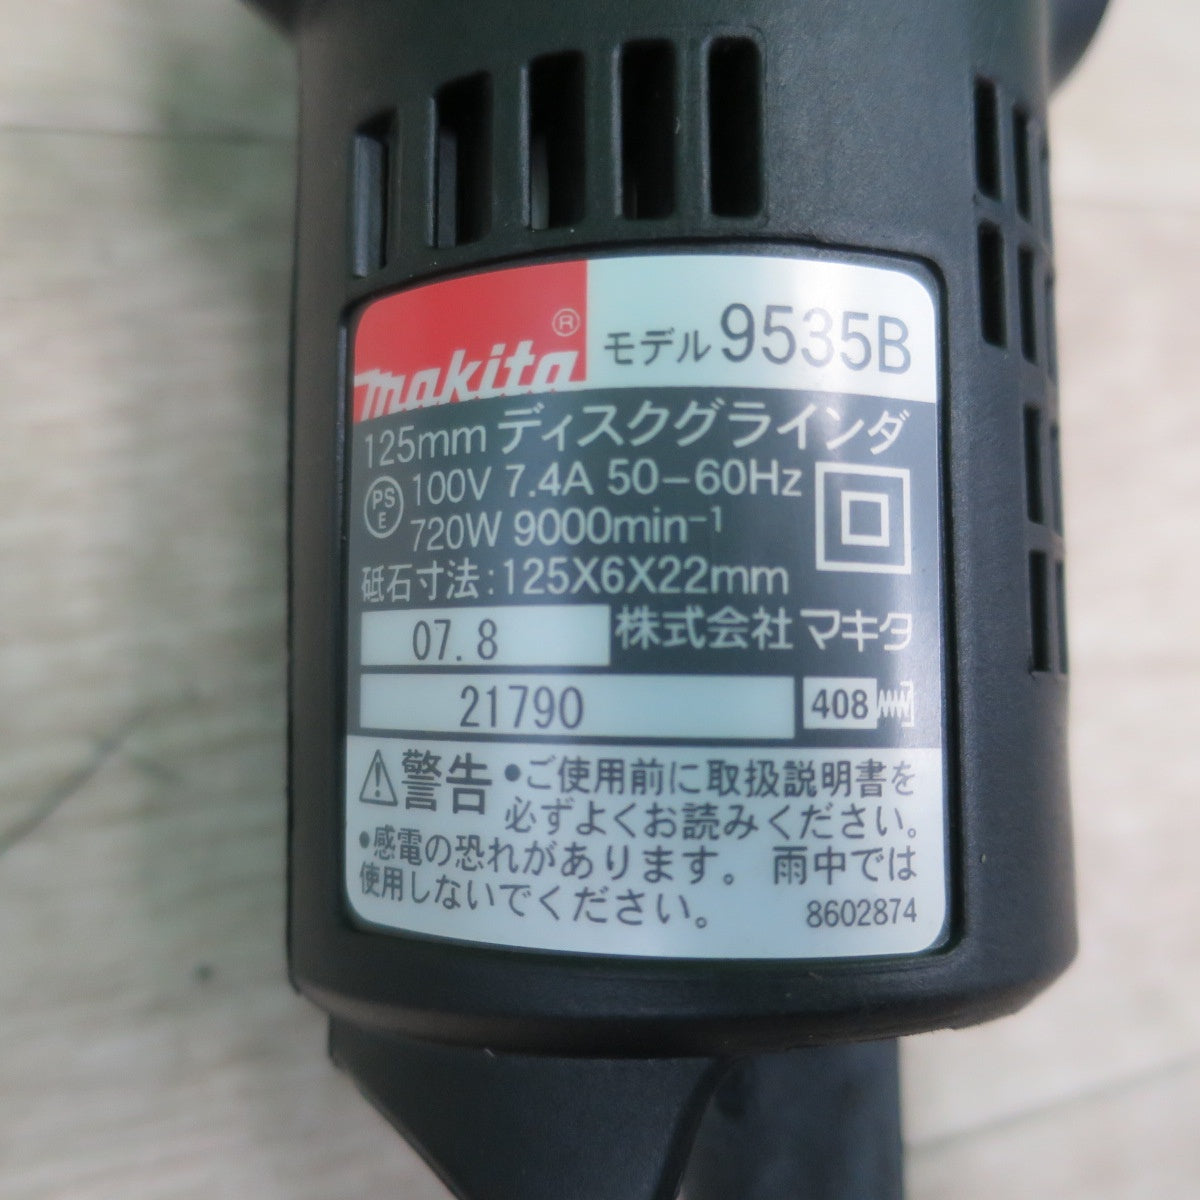 makita® モデル 9535B
125mm ディスクグラインダ
PSE 100V 7.4A 50-60Hz
720W 9000min-1
砥石寸法:125X6X22mm
07. 8 株式会社 マキタ
21790 408
警告 •ご使用前に取扱説明書を
必ずよくお読みください。
•感電の恐れがあります。 雨中では
使用しないでください。 8602874